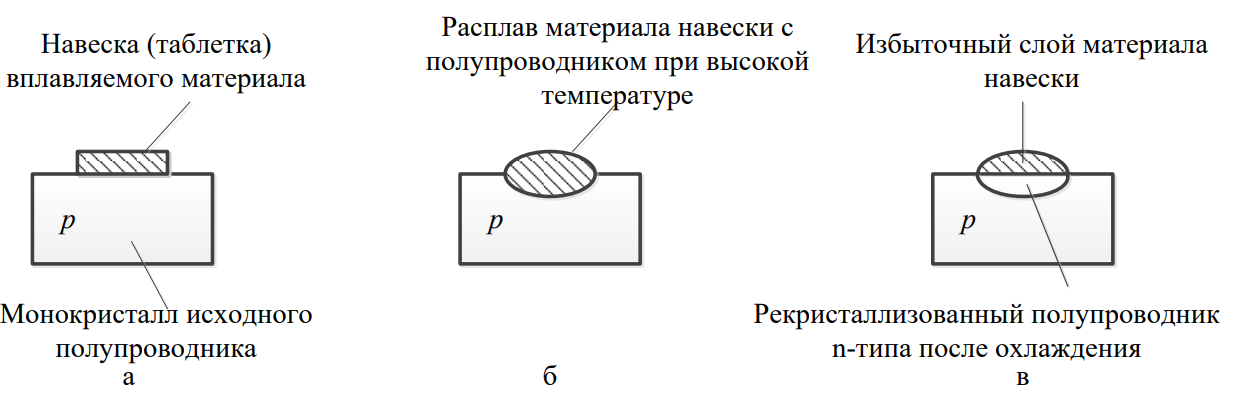 Навеска (таблетка)
вплавляемого материала
p
Монокристалл исходного
полупроводника
а
Расплав материала навески с
полупроводником при высокой
температуре
p
б
Избыточный слой материала
навески
p
Рекристаллизованный полупроводник
n-типа после охлаждения
в